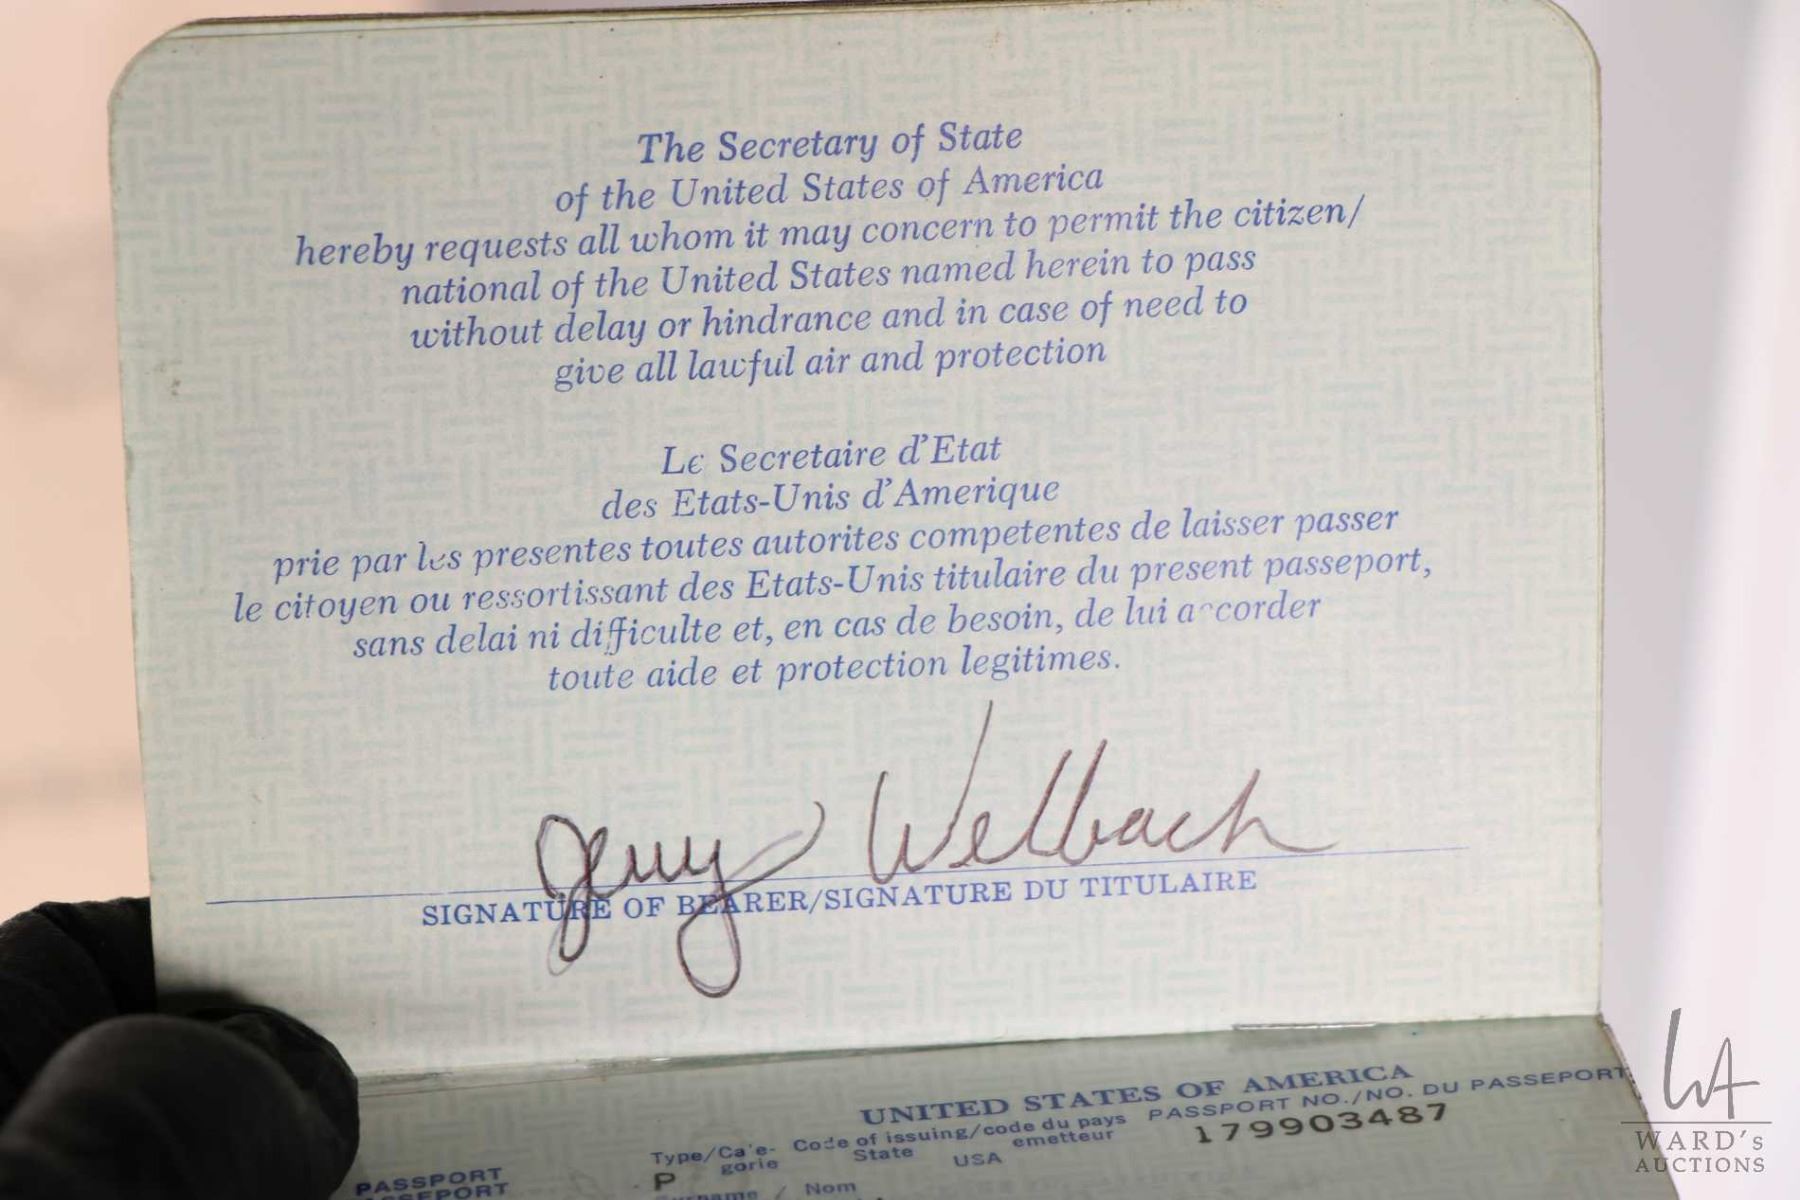 The Secretary of State
of the United States of America
hereby requests all whom it may concern to permit the citizen/
national of the United States named herein to pass
without delay or hindrance and in case of need to
give all lawful air and protection
Le Secretaire d'Etat
des Etats-Unis d'Amerique
prie par les presentes toutes autorites competentes de laisser passer
le citoyen ou ressortissant des Etats-Unis titulaire du present passeport,
sans delai ni difficulte et, en cas de besoin, de lui accorder
toute aide et protection legitimes.
Jerry Welbach
SIGNATURE OF BEARER/SIGNATURE DU TITULAIRE
UNITED STATES OF AMERICA
PASSPORT NO./NO. DU PASSEPORT
Type/Cate-
gorie
Code of issuing/code du pays
State emetteur
179903487
P
USA
PASSPORT
PASSEPORT
Surname / Nom
WA
WARD's
AUCTIONS